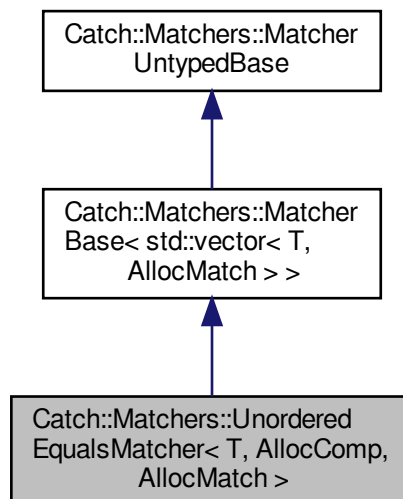 Catch::Matchers::Matcher
UntypedBase
Catch::Matchers::Matcher
Base< std::vector< T,
AllocMatch > >
Catch::Matchers::Unordered
EqualsMatcher< T, AllocComp,
AllocMatch >